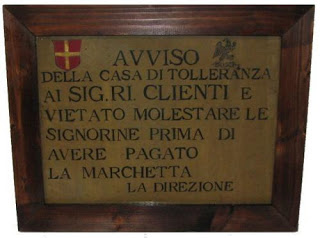 AVVISO
DELLA CASA DI TOLLERANZA
AI SIG.RI. CLIENTI E
VIETATO MOLESTARE LE
SIGNORINE PRIMA DI
AVERE PAGATO
LA MARCHETTA
LA DIREZIONE